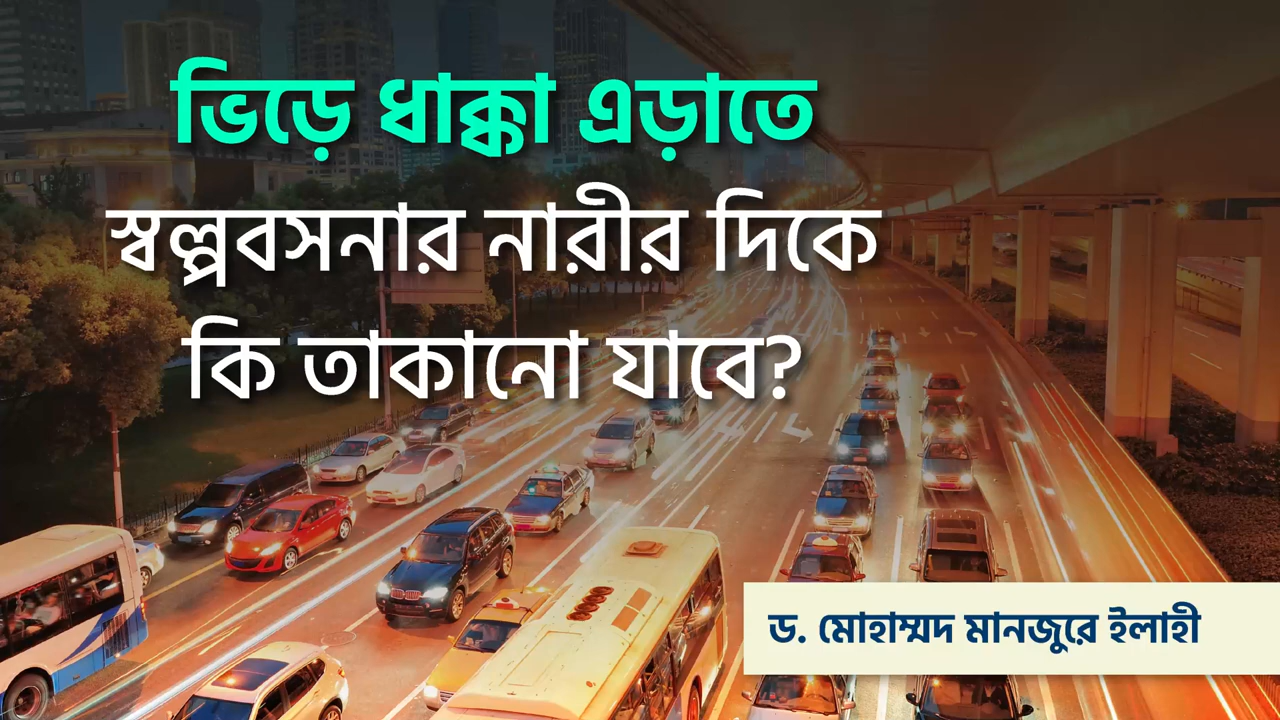 ভিড়ে ধাক্কা এড়াতে
স্বল্পবসনার নারীর দিকে
কি তাকানো যাবে?
ড. মোহাম্মদ মানজুরে ইলাহী